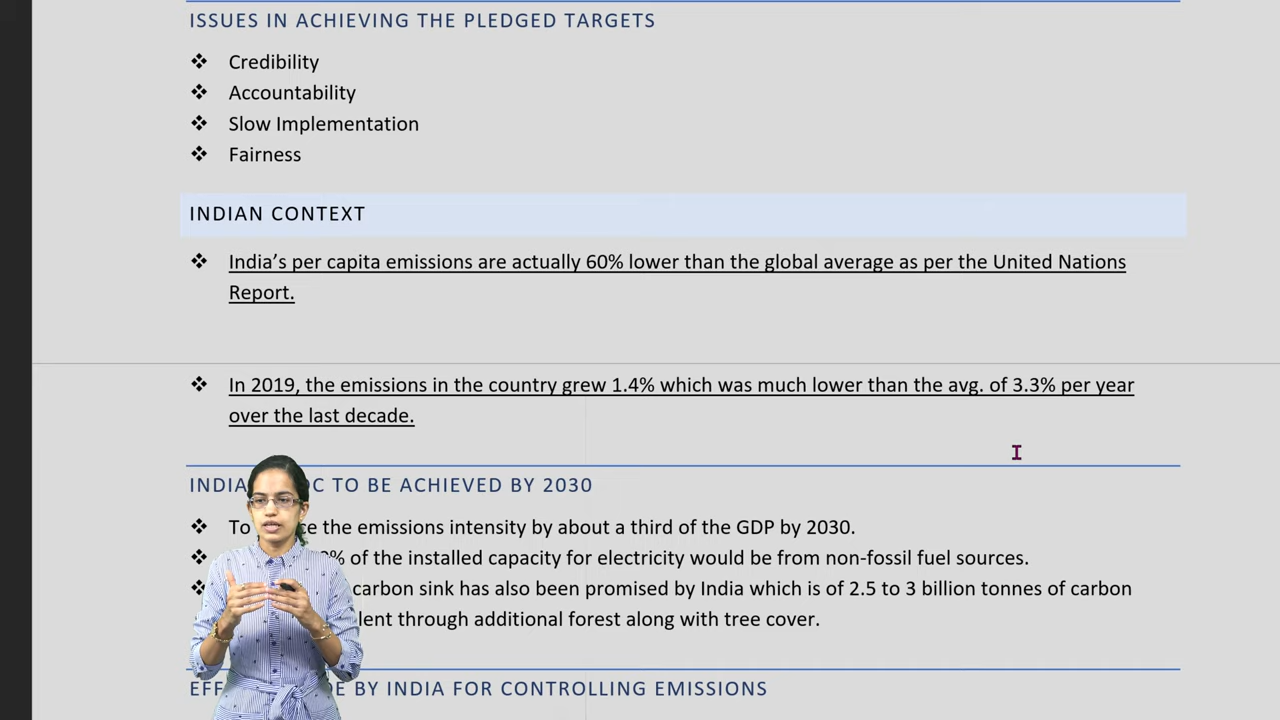 ISSUES IN ACHIEVING THE PLEDGED TARGETS
❖ Credibility
❖ Accountability
❖ Slow Implementation
❖ Fairness
INDIAN CONTEXT
❖ India’s per capita emissions are actually 60% lower than the global average as per the United Nations
Report.
❖ In 2019, the emissions in the country grew 1.4% which was much lower than the avg. of 3.3% per year
over the last decade.
TO BE ACHIEVED BY 2030
❖ To the emissions intensity by about a third of the GDP by 2030.
❖ of the installed capacity for electricity would be from non-fossil fuel sources.
❖ carbon sink has also been promised by India which is of 2.5 to 3 billion tonnes of carbon
through additional forest along with tree cover.
BY INDIA FOR CONTROLLING EMISSIONS